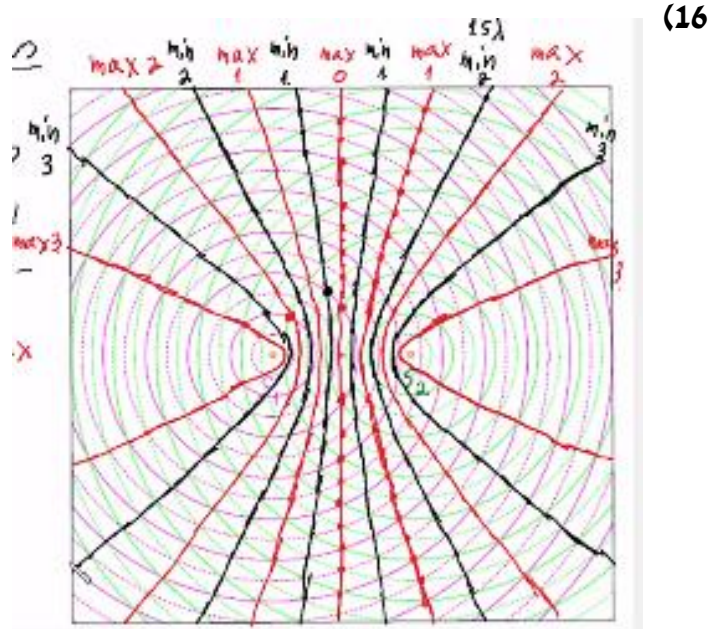 (16
15λ
max 2 min 2 max 1 min 1 max 0 min 1 max 1 min 2 max 2
min 3 min 3
max 3 max 3
x
S2